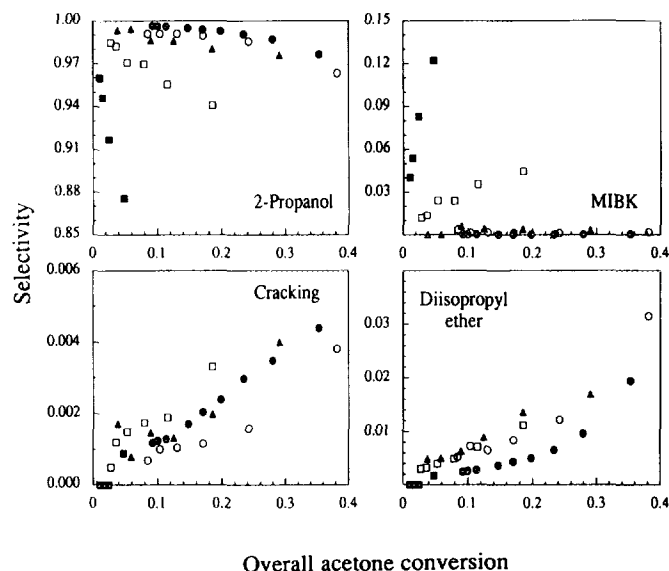 1.00
0.97
0.94
0.91
0.88
0.85
0 0.1 0.2 0.3 0.4
2-Propanol
0.15
0.12
0.09
0.06
0.03
0 0.1 0.2 0.3 0.4
MIBK
Selectivity
0.006
0.004
0.002
0.000
0 0.1 0.2 0.3 0.4
Cracking
0.03
0.02
0.01
0 0.1 0.2 0.3 0.4
Diisopropyl
ether
Overall acetone conversion